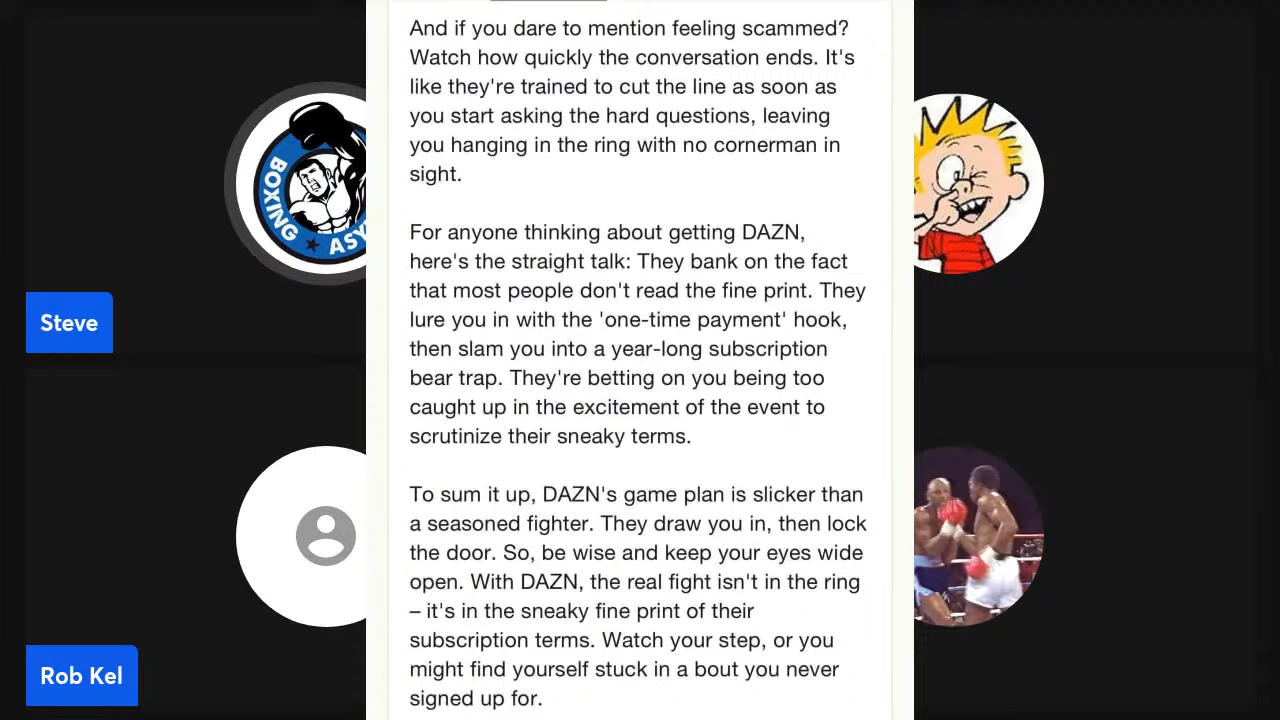 And if you dare to mention feeling scammed?
Watch how quickly the conversation ends. It's
like they're trained to cut the line as soon as
you start asking the hard questions, leaving
you hanging in the ring with no cornerman in
sight.
For anyone thinking about getting DAZN,
here's the straight talk: They bank on the fact
that most people don't read the fine print. They
lure you in with the 'one-time payment' hook,
then slam you into a year-long subscription
bear trap. They're betting on you being too
caught up in the excitement of the event to
scrutinize their sneaky terms.
To sum it up, DAZN's game plan is slicker than
a seasoned fighter. They draw you in, then lock
the door. So, be wise and keep your eyes wide
open. With DAZN, the real fight isn't in the ring
– it's in the sneaky fine print of their
subscription terms. Watch your step, or you
might find yourself stuck in a bout you never
signed up for.
BOXING ★ ASY
Steve
Rob Kel